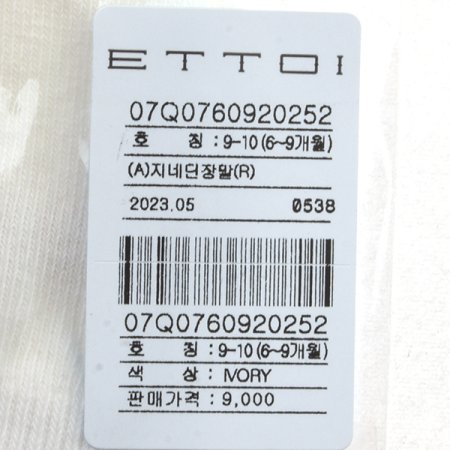 ETTOI
07Q0760920252
호 칭 : 9-10(6~9개월)
(A)지네딘장말(R)
2023.05 0538
07Q0760920252
호 칭 : 9-10(6~9개월)
색 상 : IVORY
판매가격 : 9,000